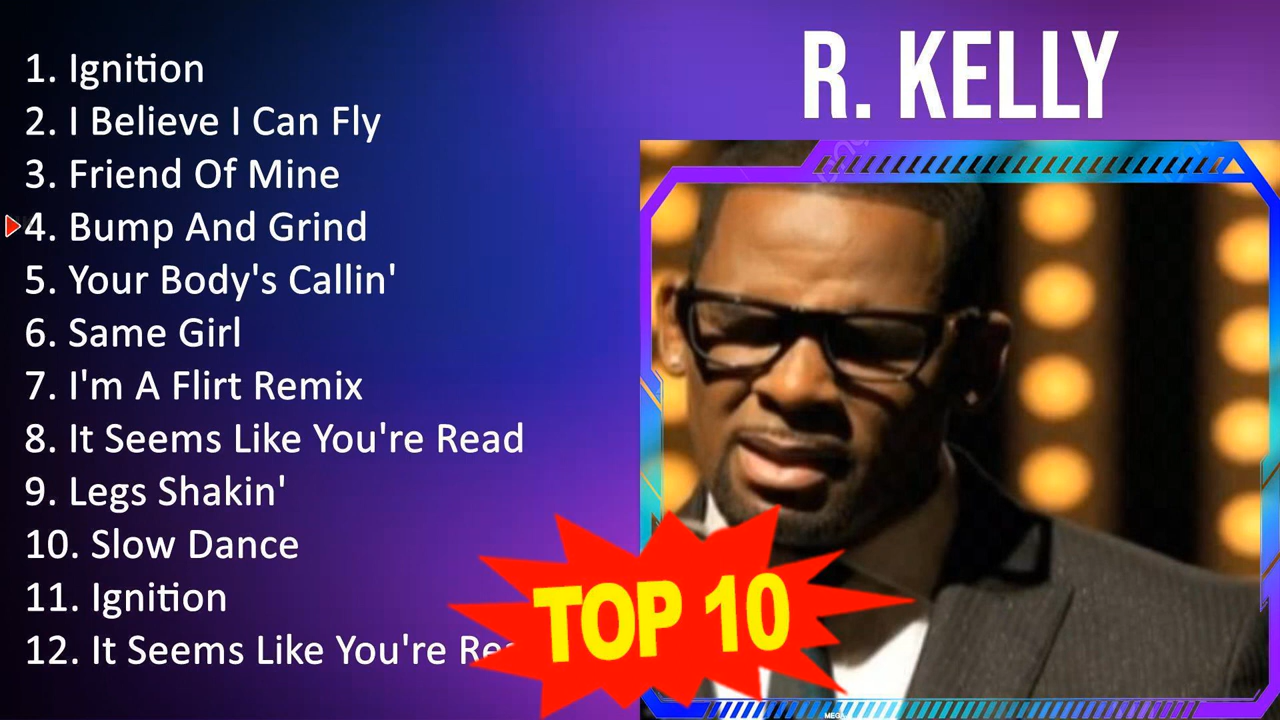 1. Ignition
2. I Believe I Can Fly
3. Friend Of Mine
4. Bump And Grind
5. Your Body's Callin'
6. Same Girl
7. I'm A Flirt Remix
8. It Seems Like You're Read
9. Legs Shakin'
10. Slow Dance
11. Ignition
12. It Seems Like You're
R. KELLY
TOP 10